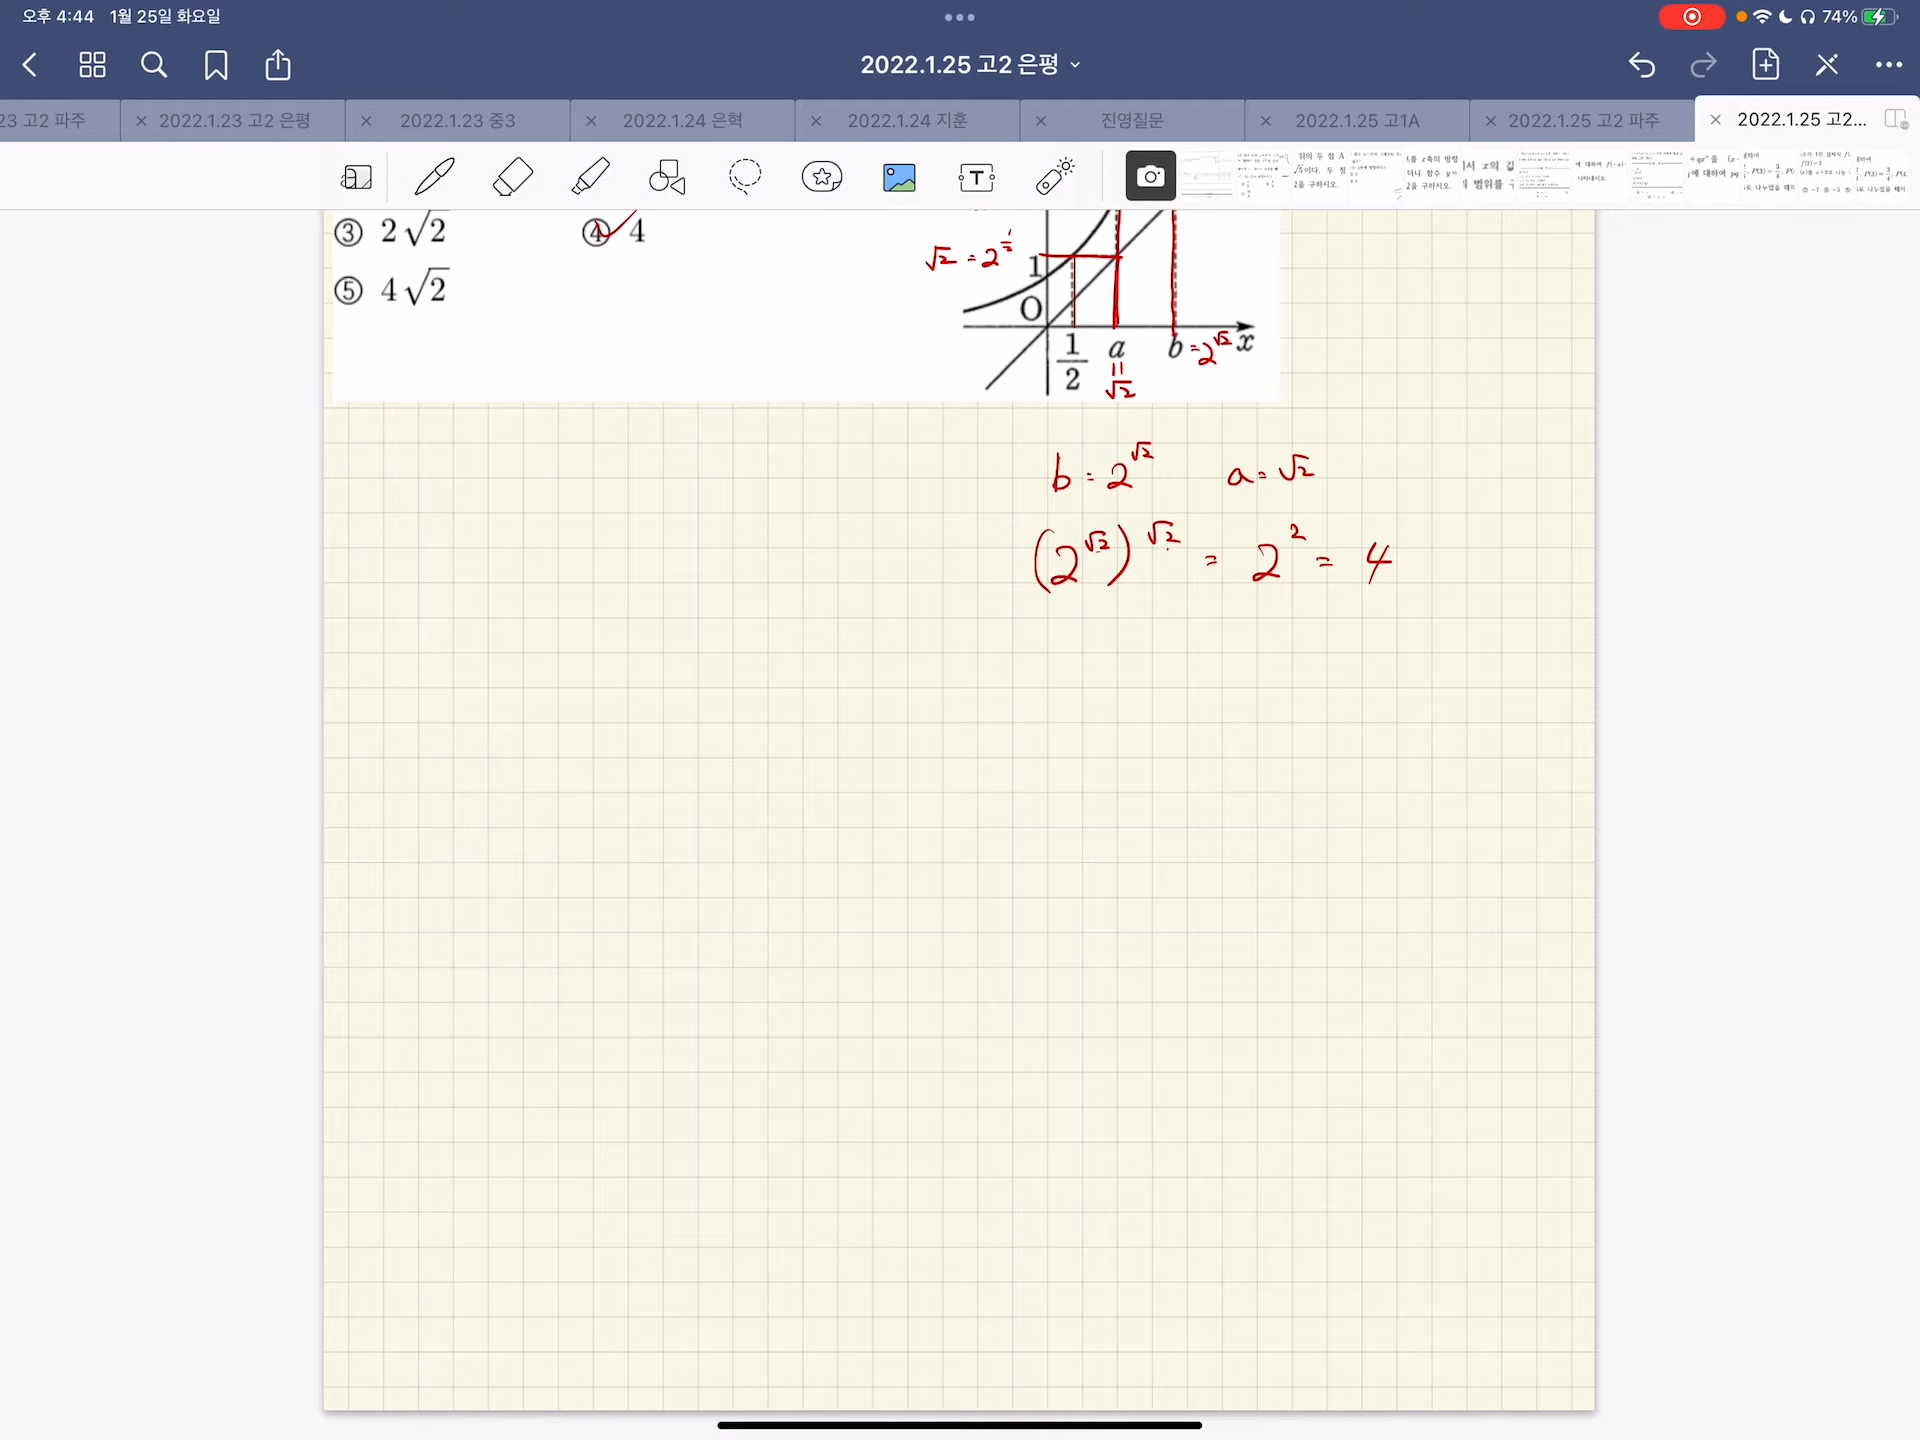 오후 4:44 1월 25일 화요일
74%
2022.1.25 고2 은평
23 고2 파주
2022.1.23 고2 은평
2022.1.23 중3
2022.1.24 은혁
2022.1.24 지훈
진영질문
2022.1.25 고1A
2022.1.25 고2 파주
2022.1.25 고2...
③ 2√2 ④ 4
⑤ 4√2
√2 = 2^(1/2)
1
O
1/2 a b = 2^√2 x
= √2
b = 2^√2 a = √2
(2^√2)^√2 = 2^2 = 4